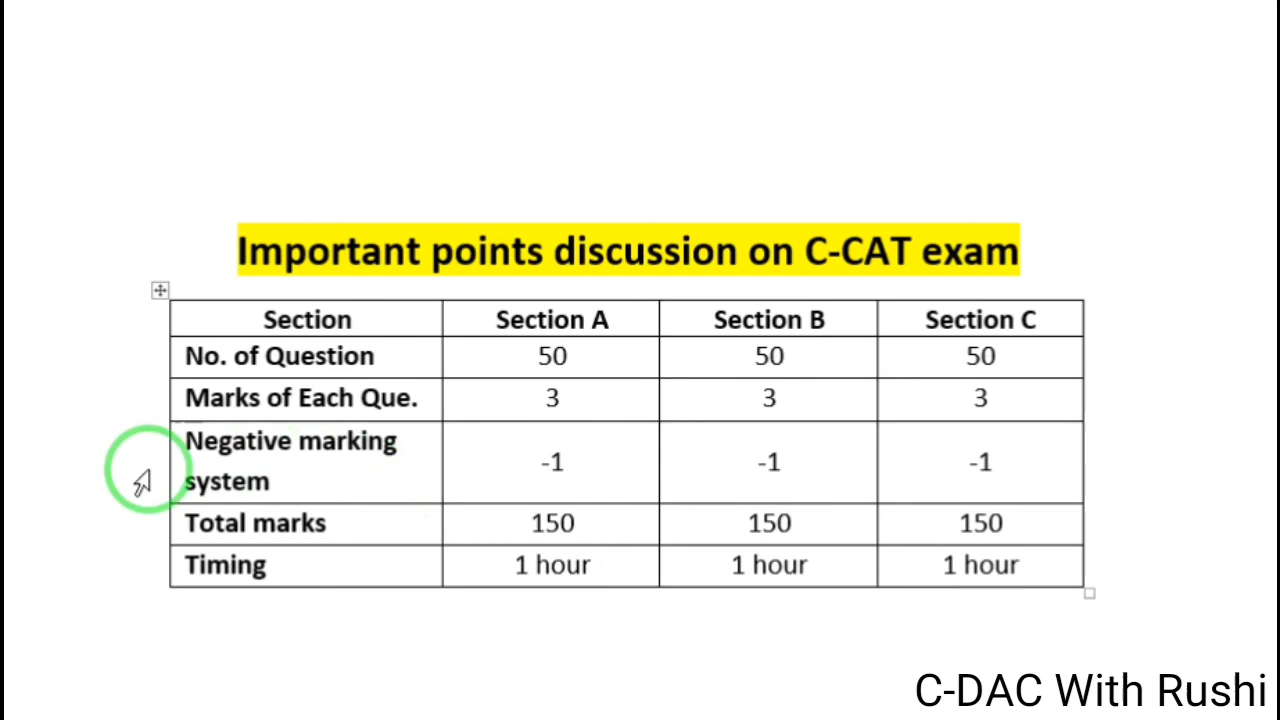 Important points discussion on C-CAT exam
Section Section A Section B Section C
No. of Question 50 50 50
Marks of Each Que. 3 3 3
Negative marking
system -1 -1 -1
Total marks 150 150 150
Timing 1 hour 1 hour 1 hour
C-DAC With Rushi